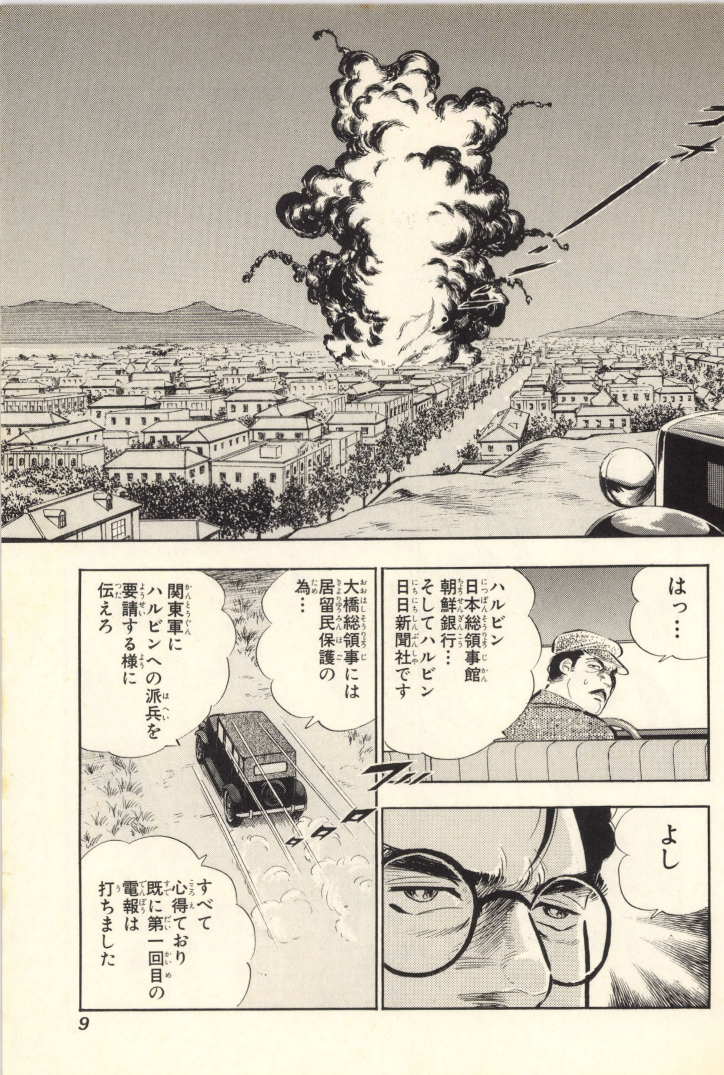 はっ…
ハルビン
日本総領事館
朝鮮銀行…
そしてハルビン
日日新聞社です
よし
大橋総領事には
居留民保護の
為…
関東軍に
ハルビンへの派兵を
要請する様に
伝えろ
すべて
心得ており
既に第一回目の
電報は
打ちました
9